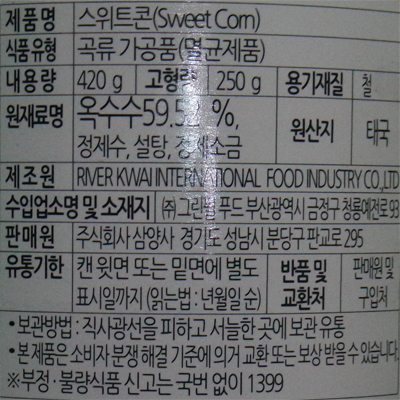 제품명 스위트콘(Sweet Corn)
식품유형 곡류 가공품(멸균제품)
내용량 420 g 고형량 250 g 용기재질 철
원재료명 옥수수59.52 %, 정제수, 설탕, 정제소금 원산지 태국
제조원 RIVER KWAI INTERNATIONAL FOOD INDUSTRY CO.,LTD
수입업소명 및 소재지 (주) 그린 푸드 부산광역시 금정구 청룡예전로 93
판매원 주식회사 삼양사 경기도 성남시 분당구 판교로 295
유통기한 캔 윗면 또는 밑면에 별도 표시일까지 (읽는법: 년월일 순) 반품 및 교환처 판매원 및 구입처
• 보관방법 : 직사광선을 피하고 서늘한 곳에 보관 유통
• 본 제품은 소비자 분쟁 해결 기준에 의거 교환 또는 보상 받을 수 있습니다.
※부정·불량식품 신고는 국번 없이 1399